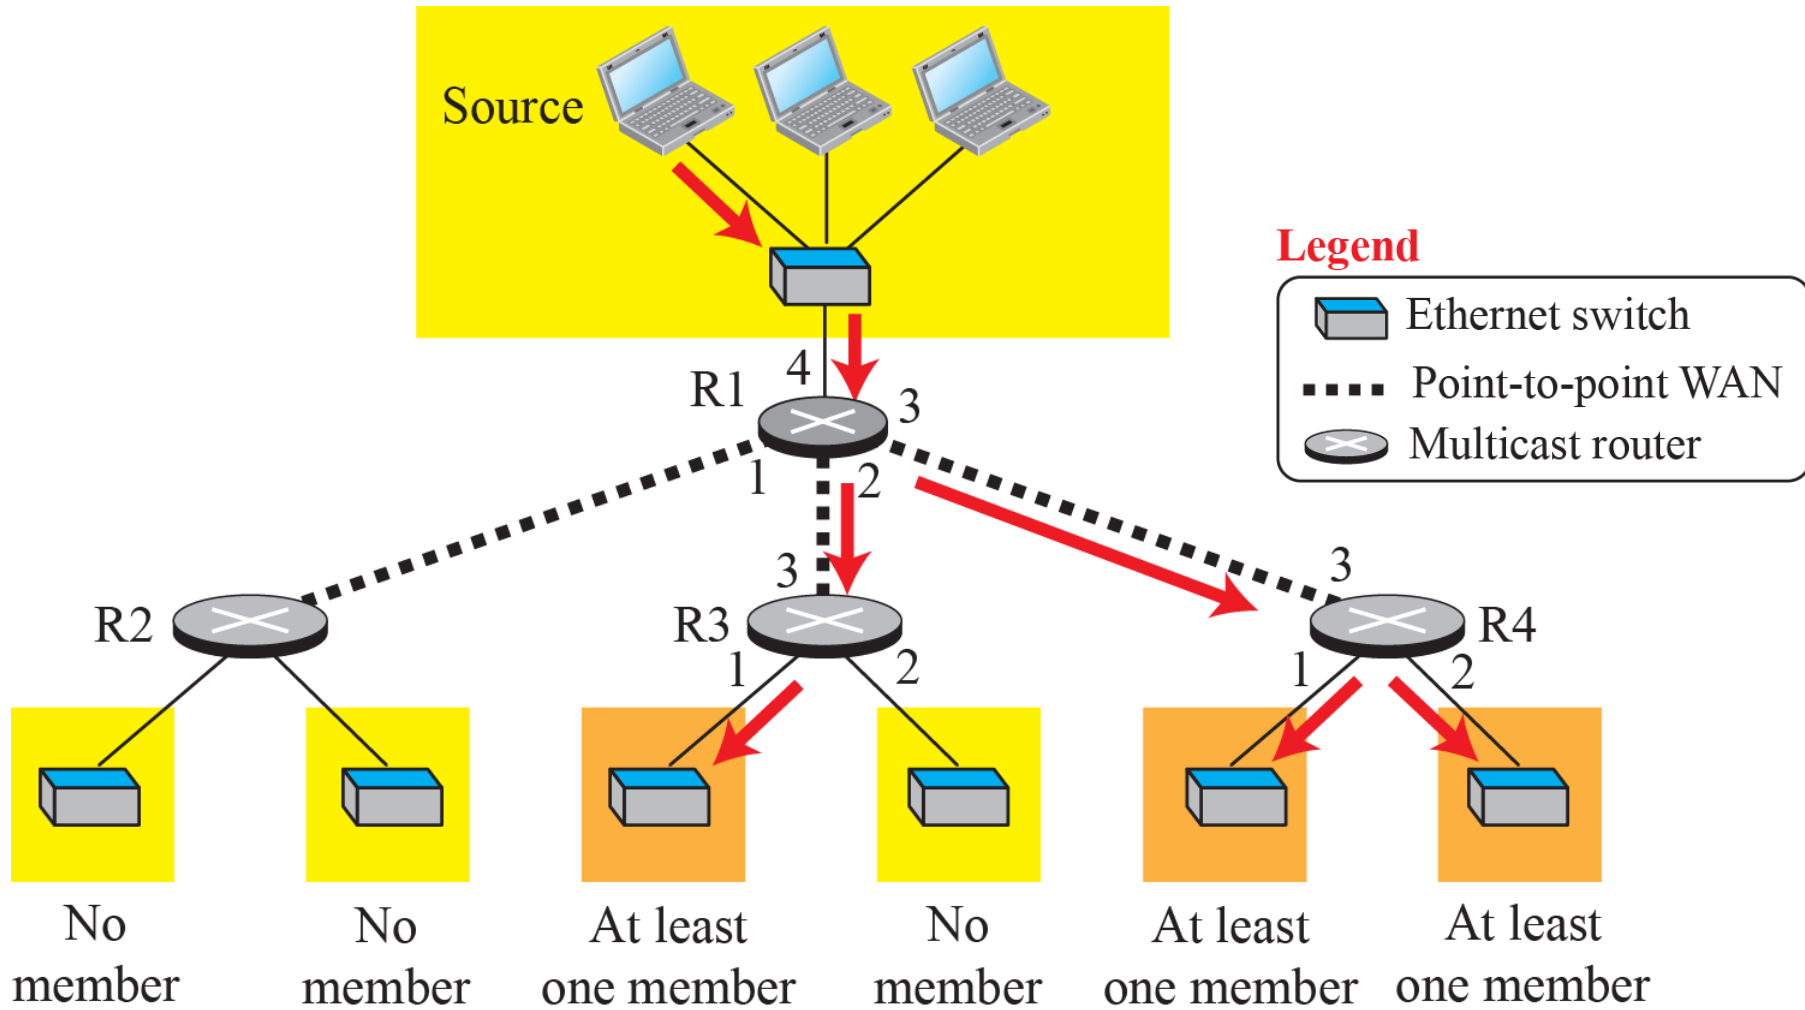 Source
Legend
Ethernet switch
Point-to-point WAN
Multicast router
R1
4
3
1
2
R2
3
R3
1
2
3
R4
1
2
No
member
No
member
At least
one member
No
member
At least
one member
At least
one member